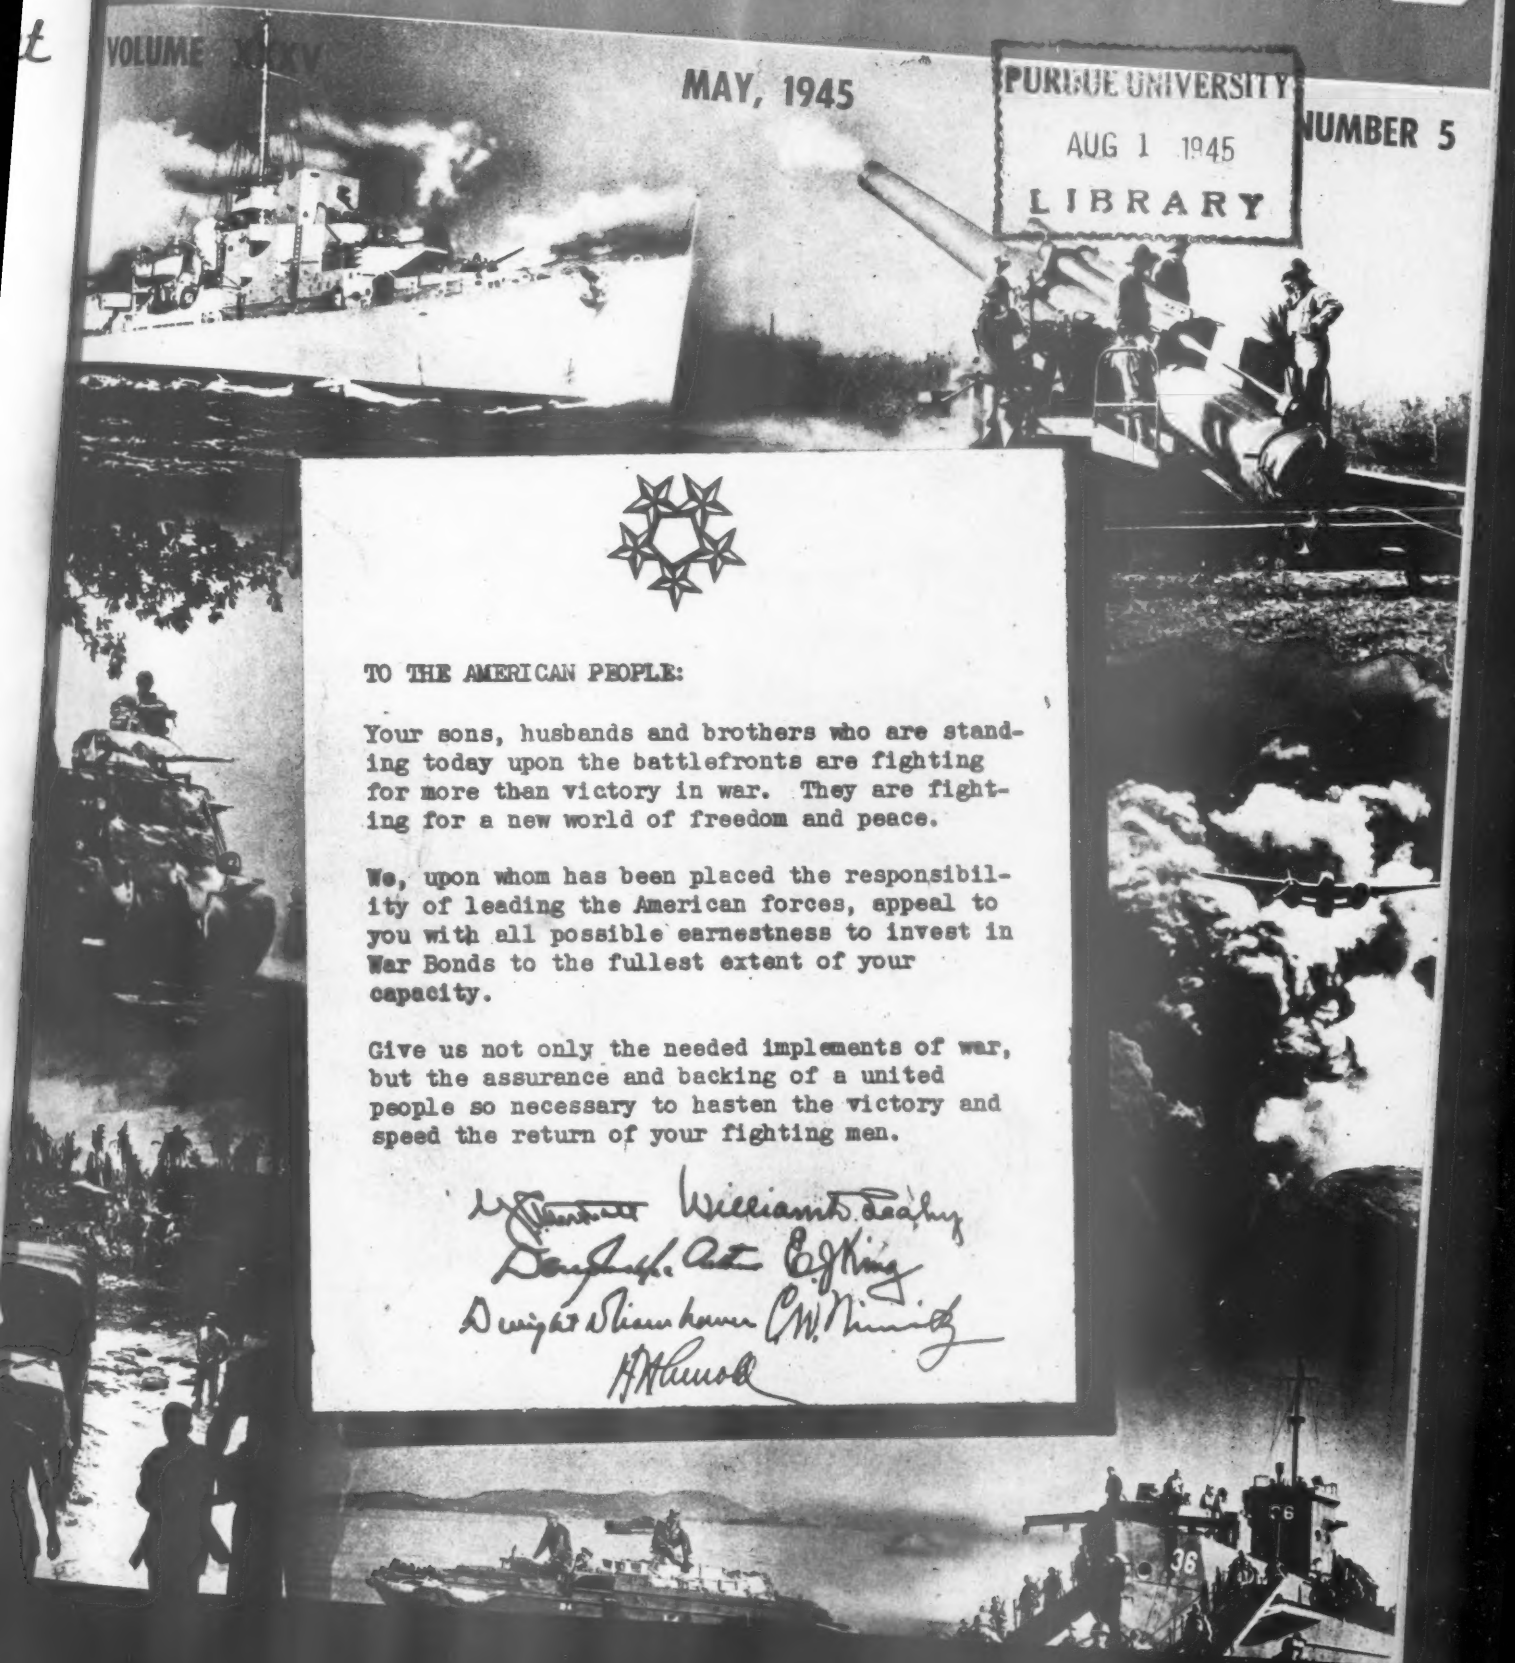 t
VOLUME XXXV
MAY, 1945
NUMBER 5
PURDUE UNIVERSITY
AUG 1 1945
LIBRARY
TO THE AMERICAN PEOPLE:
Your sons, husbands and brothers who are stand-
ing today upon the battlefronts are fighting
for more than victory in war. They are fight-
ing for a new world of freedom and peace.
We, upon whom has been placed the responsibil-
ity of leading the American forces, appeal to
you with all possible earnestness to invest in
War Bonds to the fullest extent of your
capacity.
Give us not only the needed implements of war,
but the assurance and backing of a united
people so necessary to hasten the victory and
speed the return of your fighting men.
William D. Leahy
E J King
Dwight D Eisenhower C.W. Nimitz
H H Arnold
36
36